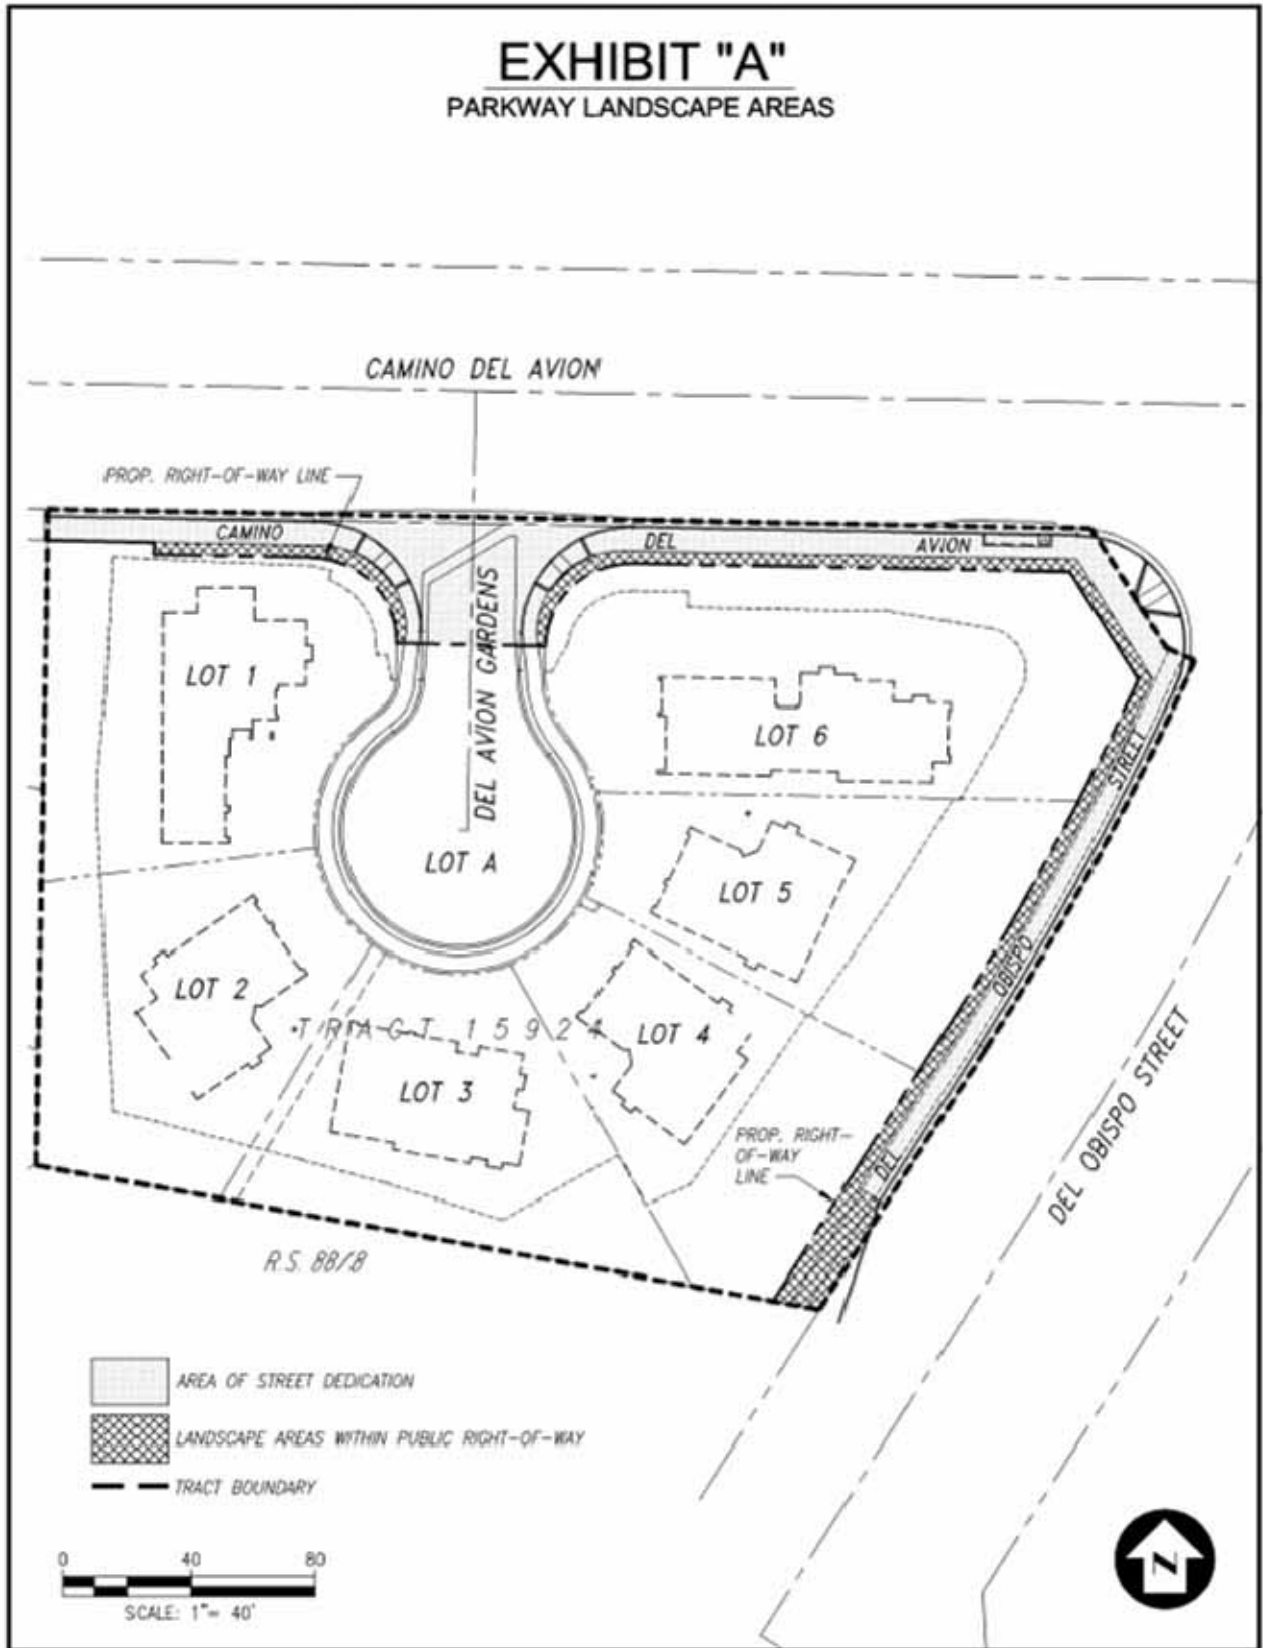 EXHIBIT "A"
PARKWAY LANDSCAPE AREAS
CAMINO DEL AVION
PROP. RIGHT-OF-WAY LINE
CAMINO
DEL
AVION
DEL AVION GARDENS
LOT 1
LOT 6
STREET
LOT A
LOT 5
LOT 2
OBISPO
TRACT 15924
LOT 4
LOT 3
PROP. RIGHT-
OF-WAY
LINE
DEL
DEL OBISPO STREET
R.S. 88/8
AREA OF STREET DEDICATION
LANDSCAPE AREAS WITHIN PUBLIC RIGHT-OF-WAY
TRACT BOUNDARY
0 40 80
SCALE: 1"= 40'
N